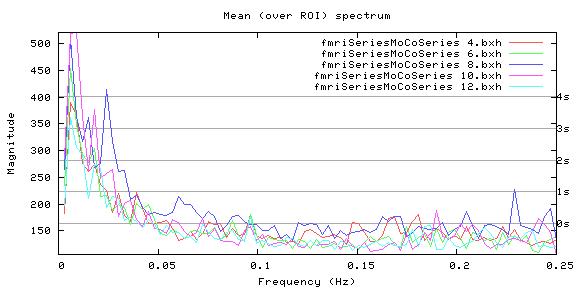 Mean (over ROI) spectrum
fmriSeriesMoCoSeries 4.bxh
fmriSeriesMoCoSeries 6.bxh
fmriSeriesMoCoSeries 8.bxh
fmriSeriesMoCoSeries 10.bxh
fmriSeriesMoCoSeries 12.bxh
Magnitude
500
450
400
350
300
250
200
150
4s
3s
2s
1s
0s
0 0.05 0.1 0.15 0.2 0.25
Frequency (Hz)